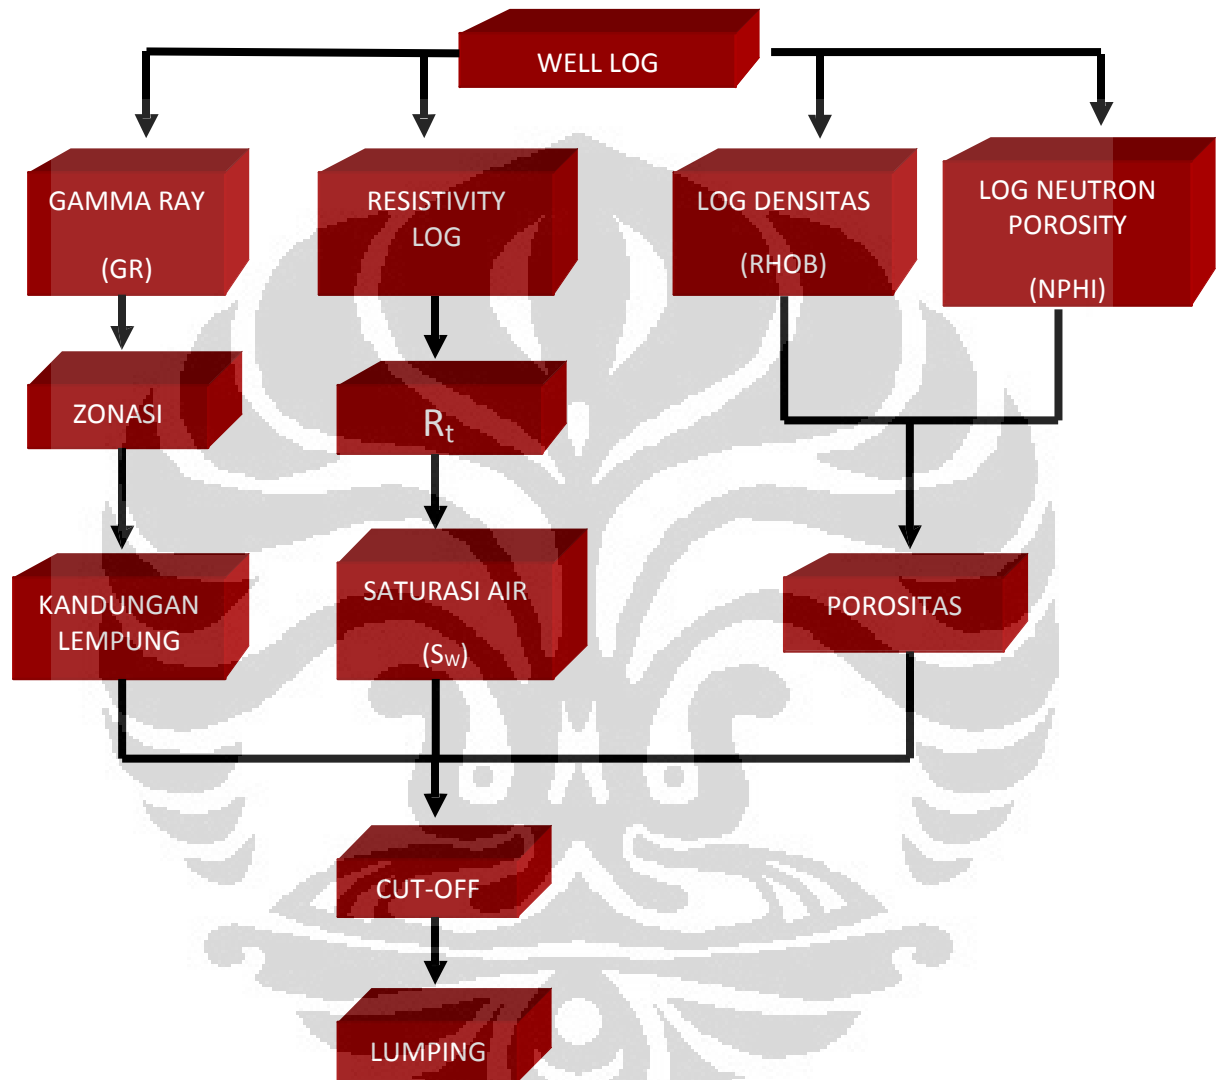 WELL LOG
GAMMA RAY
(GR)
RESISTIVITY
LOG
LOG DENSITAS
(RHOB)
LOG NEUTRON
POROSITY
(NPHI)
ZONASI
Rt
KANDUNGAN
LEMPUNG
SATURASI AIR
(SW)
POROSITAS
CUT-OFF
LUMPING